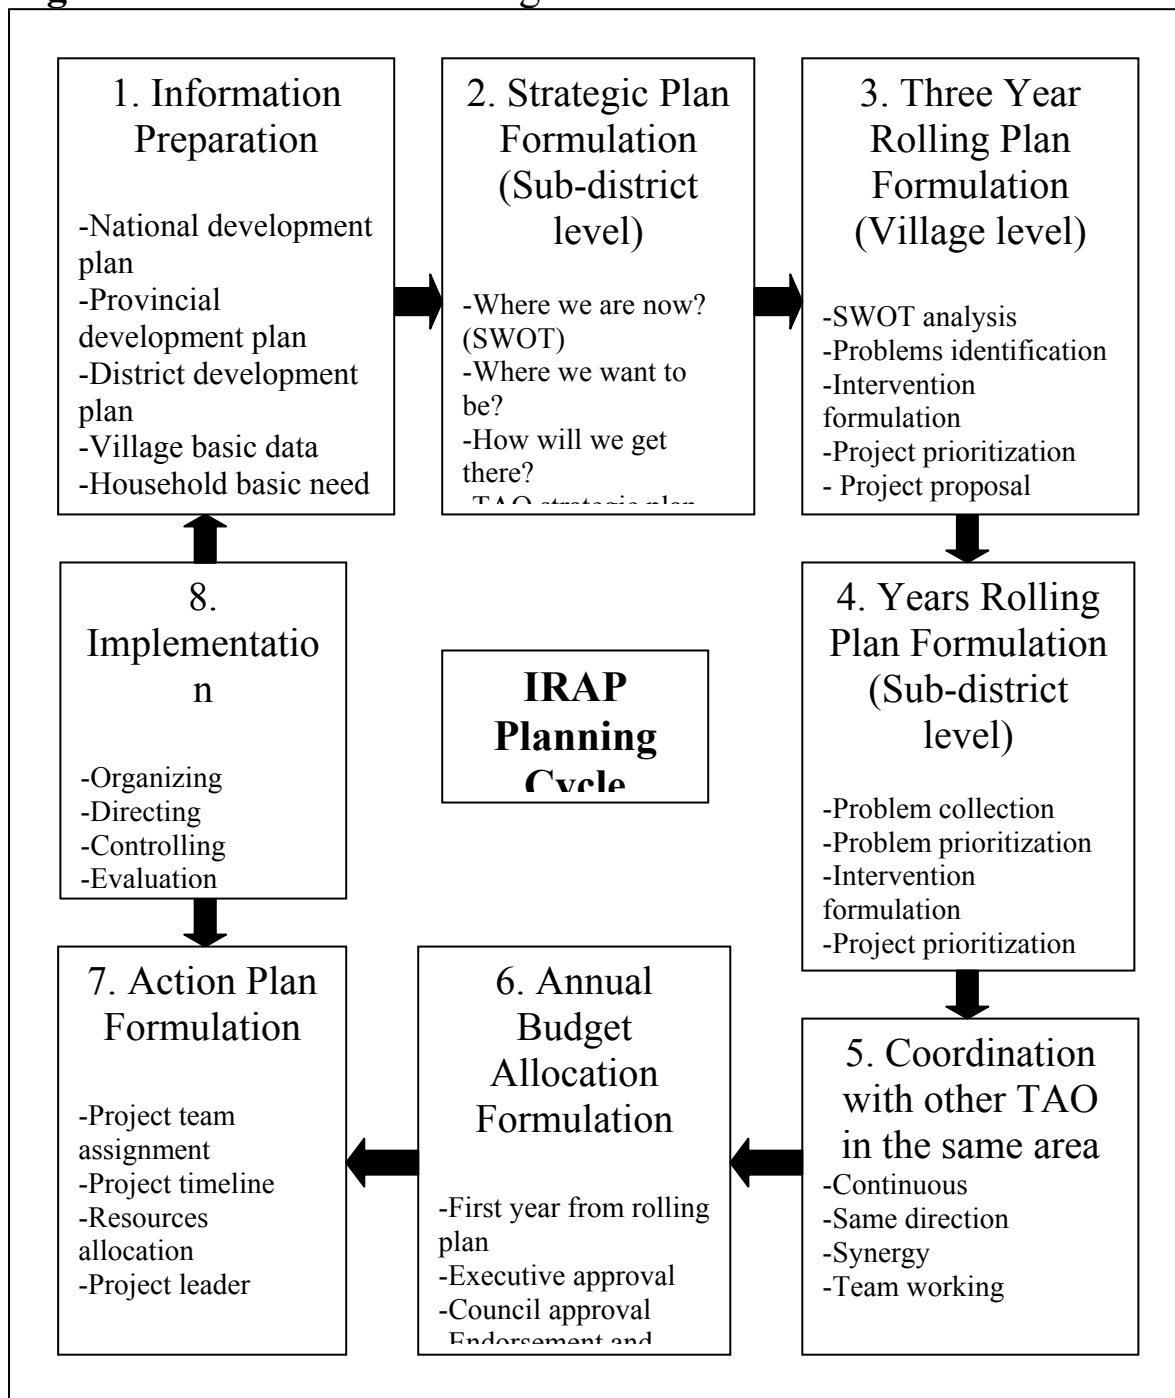 1. Information
Preparation
-National development
plan
-Provincial
development plan
-District development
plan
-Village basic data
-Household basic need
2. Strategic Plan
Formulation
(Sub-district
level)
-Where we are now?
(SWOT)
-Where we want to
be?
-How will we get
there?
-TAO strategic plan
3. Three Year
Rolling Plan
Formulation
(Village level)
-SWOT analysis
-Problems identification
-Intervention
formulation
-Project prioritization
- Project proposal
8.
Implementatio
n
-Organizing
-Directing
-Controlling
-Evaluation
IRAP
Planning
Cycle
4. Years Rolling
Plan Formulation
(Sub-district
level)
-Problem collection
-Problem prioritization
-Intervention
formulation
-Project prioritization
7. Action Plan
Formulation
-Project team
assignment
-Project timeline
-Resources
allocation
-Project leader
6. Annual
Budget
Allocation
Formulation
-First year from rolling
plan
-Executive approval
-Council approval
-Endorsement and
5. Coordination
with other TAO
in the same area
-Continuous
-Same direction
-Synergy
-Team working